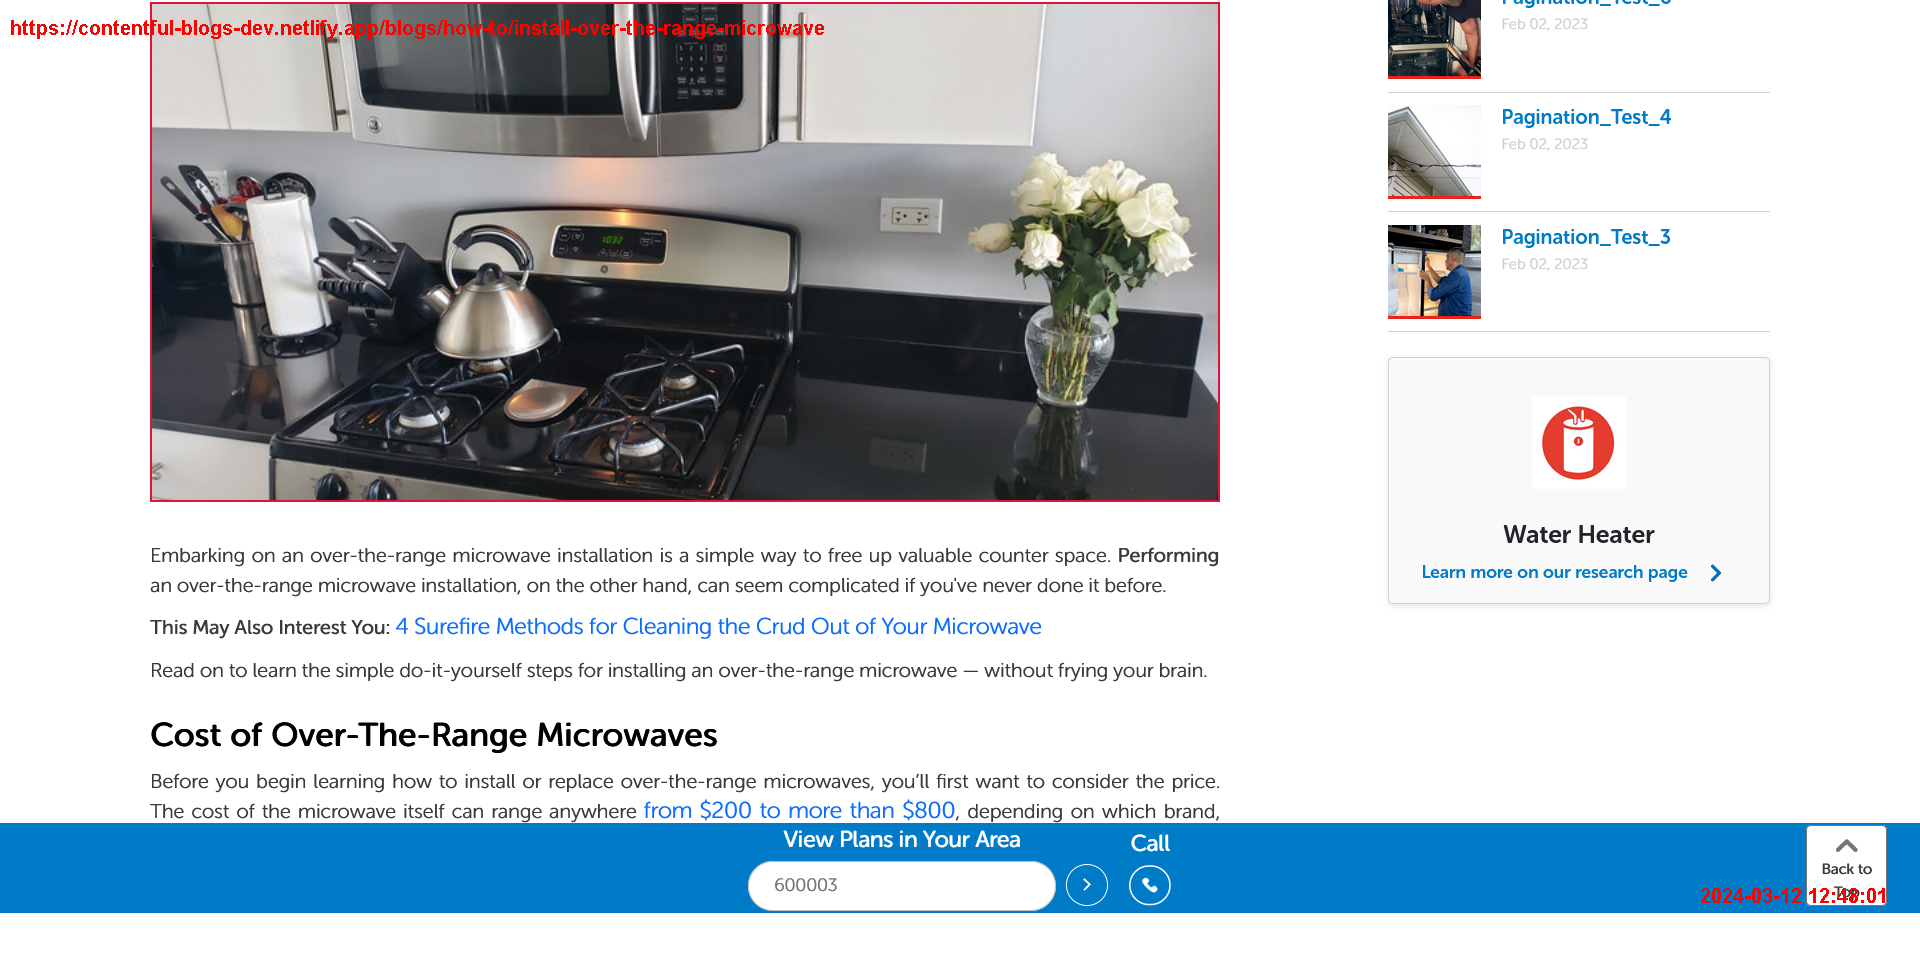 https://contentful-blogs-dev.netlify.app/blogs/how-to/install-over-the-range-microwave
10:32
Embarking on an over-the-range microwave installation is a simple way to free up valuable counter space. Performing
an over-the-range microwave installation, on the other hand, can seem complicated if you've never done it before.
This May Also Interest You: 4 Surefire Methods for Cleaning the Crud Out of Your Microwave
Read on to learn the simple do-it-yourself steps for installing an over-the-range microwave — without frying your brain.
Cost of Over-The-Range Microwaves
Before you begin learning how to install or replace over-the-range microwaves, you’ll first want to consider the price.
The cost of the microwave itself can range anywhere from $200 to more than $800, depending on which brand,
Feb 02, 2023
Pagination_Test_4
Feb 02, 2023
Pagination_Test_3
Feb 02, 2023
Water Heater
Learn more on our research page
View Plans in Your Area
600003
Call
Back to
Top
2024-03-12 12:48:01